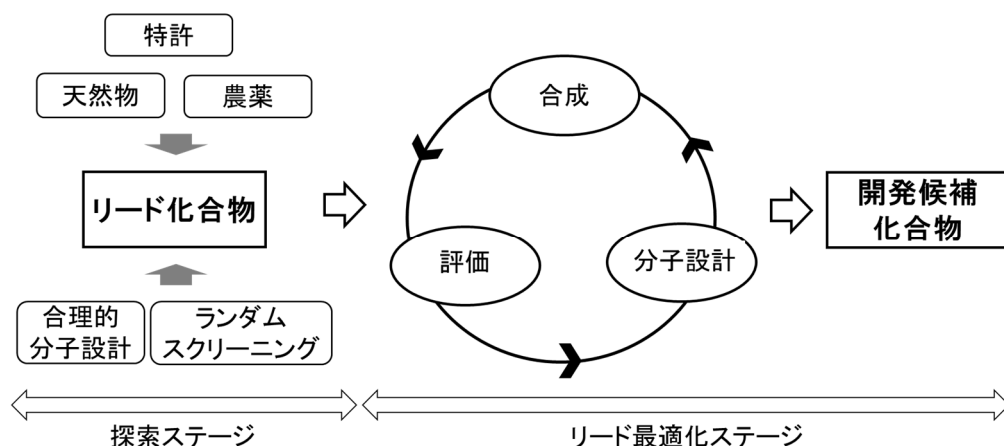 特許
天然物
農薬
リード化合物
合理的
分子設計
ランダム
スクリーニング
合成
評価
分子設計
開発候補
化合物
探索ステージ
リード最適化ステージ